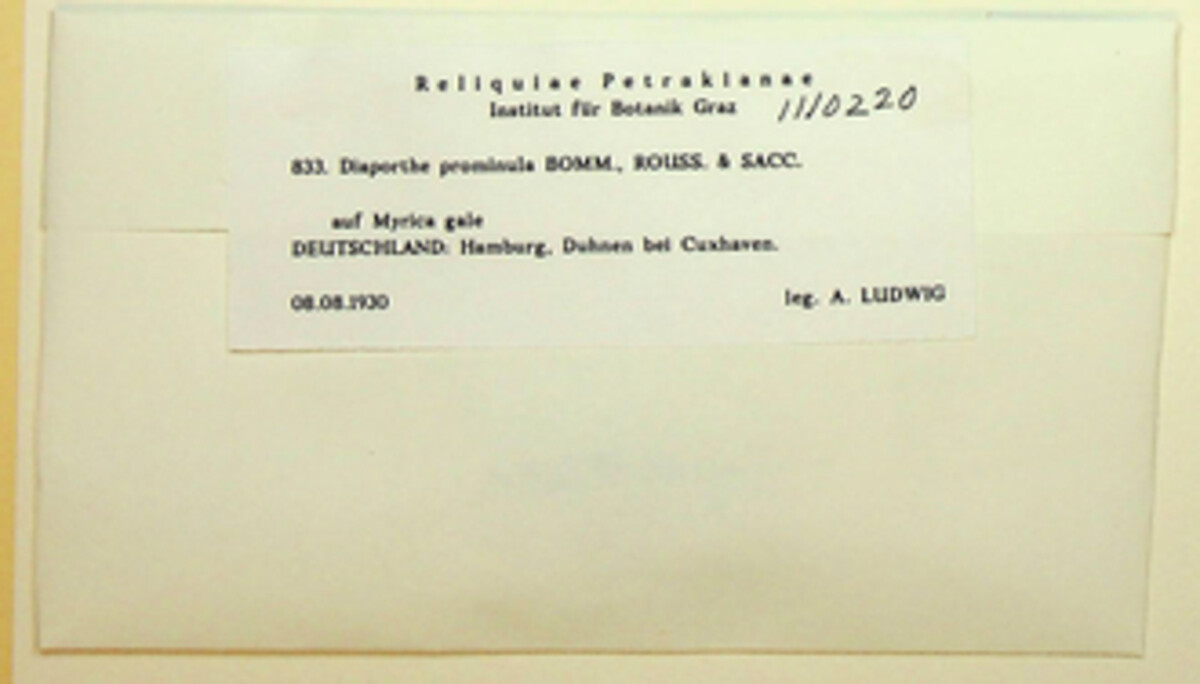 Reliquiae Petrakianae
Institut für Botanik Graz 1110220
833. Diaporthe prominula BOMM., ROUSS. & SACC.
auf Myrica gale
DEUTSCHLAND: Hamburg, Duhnen bei Cuxhaven.
08.08.1930 leg. A. LUDWIG